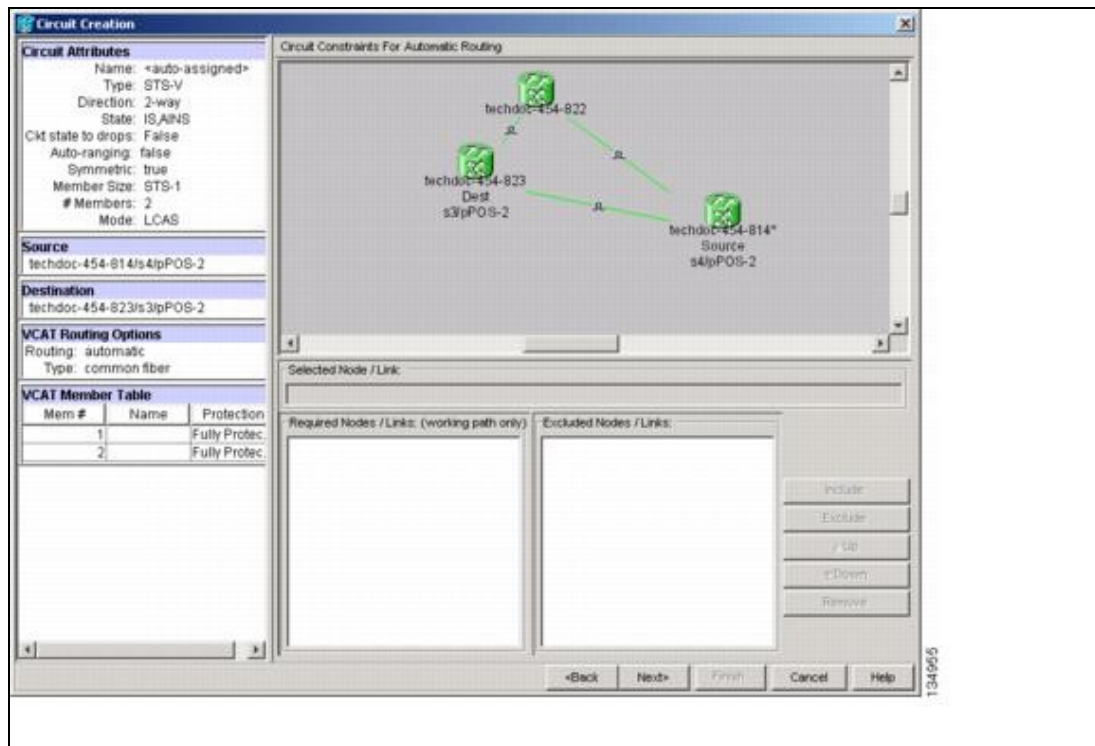 Circuit Creation
Circuit Attributes
Name: <auto-assigned>
Type: STS-V
Direction: 2-way
State: IS,AINS
Ckt state to drops: False
Auto-ranging: false
Symmetric: true
Member Size: STS-1
# Members: 2
Mode: LCAS
Source
techdoc-454-814/s4/pPOS-2
Destination
techdoc-454-823/s3/pPOS-2
VCAT Routing Options
Routing: automatic
Type: common fiber
VCAT Member Table
Mem # Name Protection
1 Fully Protec.
2 Fully Protec.
Circuit Constraints For Automatic Routing
techdoc-454-822
techdoc-454-823
Dest
s3/pPOS-2
techdoc-454-814*
Source
s4/pPOS-2
Selected Node / Link:
Required Nodes / Links: (working path only)
Excluded Nodes / Links:
Include
Exclude
Up
Down
Remove
<Back Next> Finish Cancel Help
134955